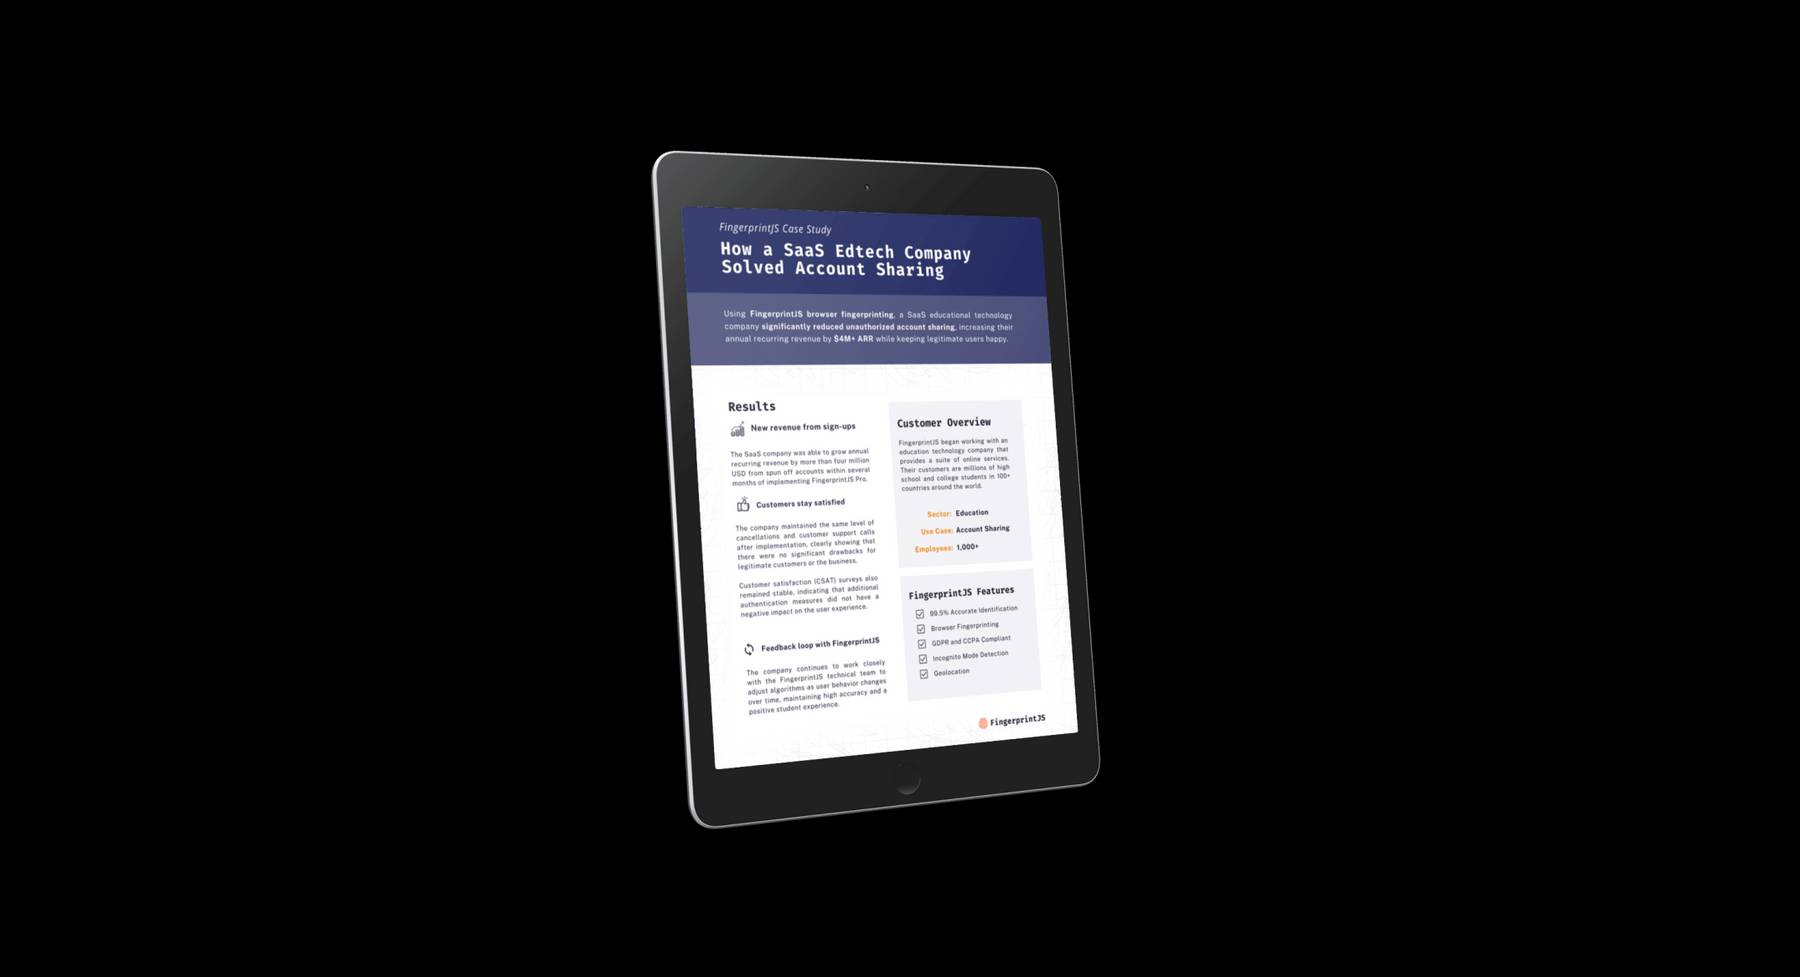 FingerprintJS Case Study
How a SaaS Edtech Company
Solved Account Sharing
Using FingerprintJS browser fingerprinting, a SaaS educational technology
company significantly reduced unauthorized account sharing, increasing their
annual recurring revenue by $4M+ ARR while keeping legitimate users happy.
Results
New revenue from sign-ups
The SaaS company was able to grow annual
recurring revenue by more than four million
USD from spun off accounts within several
months of implementing FingerprintJS Pro.
Customers stay satisfied
The company maintained the same level of
cancellations and customer support calls
after implementation, clearly showing that
there were no significant drawbacks for
legitimate customers or the business.
Customer satisfaction (CSAT) surveys also
remained stable, indicating that additional
authentication measures did not have a
negative impact on the user experience.
Feedback loop with FingerprintJS
The company continues to work closely
with the FingerprintJS technical team to
adjust algorithms as user behavior changes
over time, maintaining high accuracy and a
positive student experience.
Customer Overview
FingerprintJS began working with an
education technology company that
provides a suite of online services.
Their customers are millions of high
school and college students in 100+
countries around the world.
Sector: Education
Use Case: Account Sharing
Employees: 1,000+
FingerprintJS Features
99.5% Accurate Identification
Browser Fingerprinting
GDPR and CCPA Compliant
Incognito Mode Detection
Geolocation
FingerprintJS